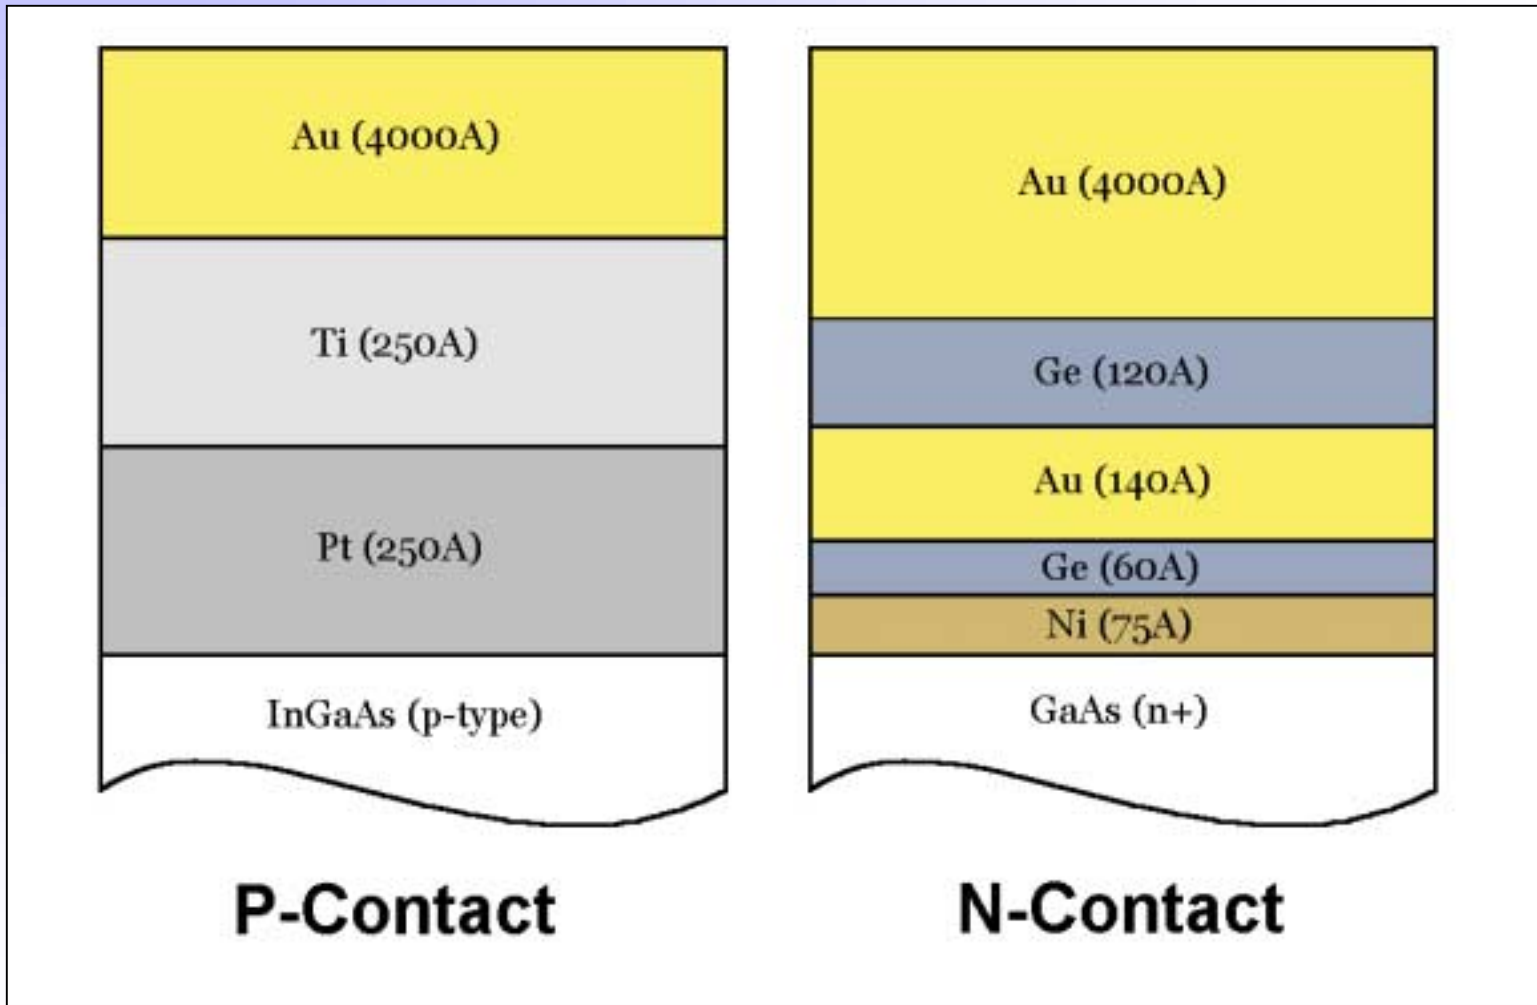 Au (4000A)
Ti (250A)
Pt (250A)
InGaAs (p-type)
P-Contact
Au (4000A)
Ge (120A)
Au (140A)
Ge (60A)
Ni (75A)
GaAs (n+)
N-Contact